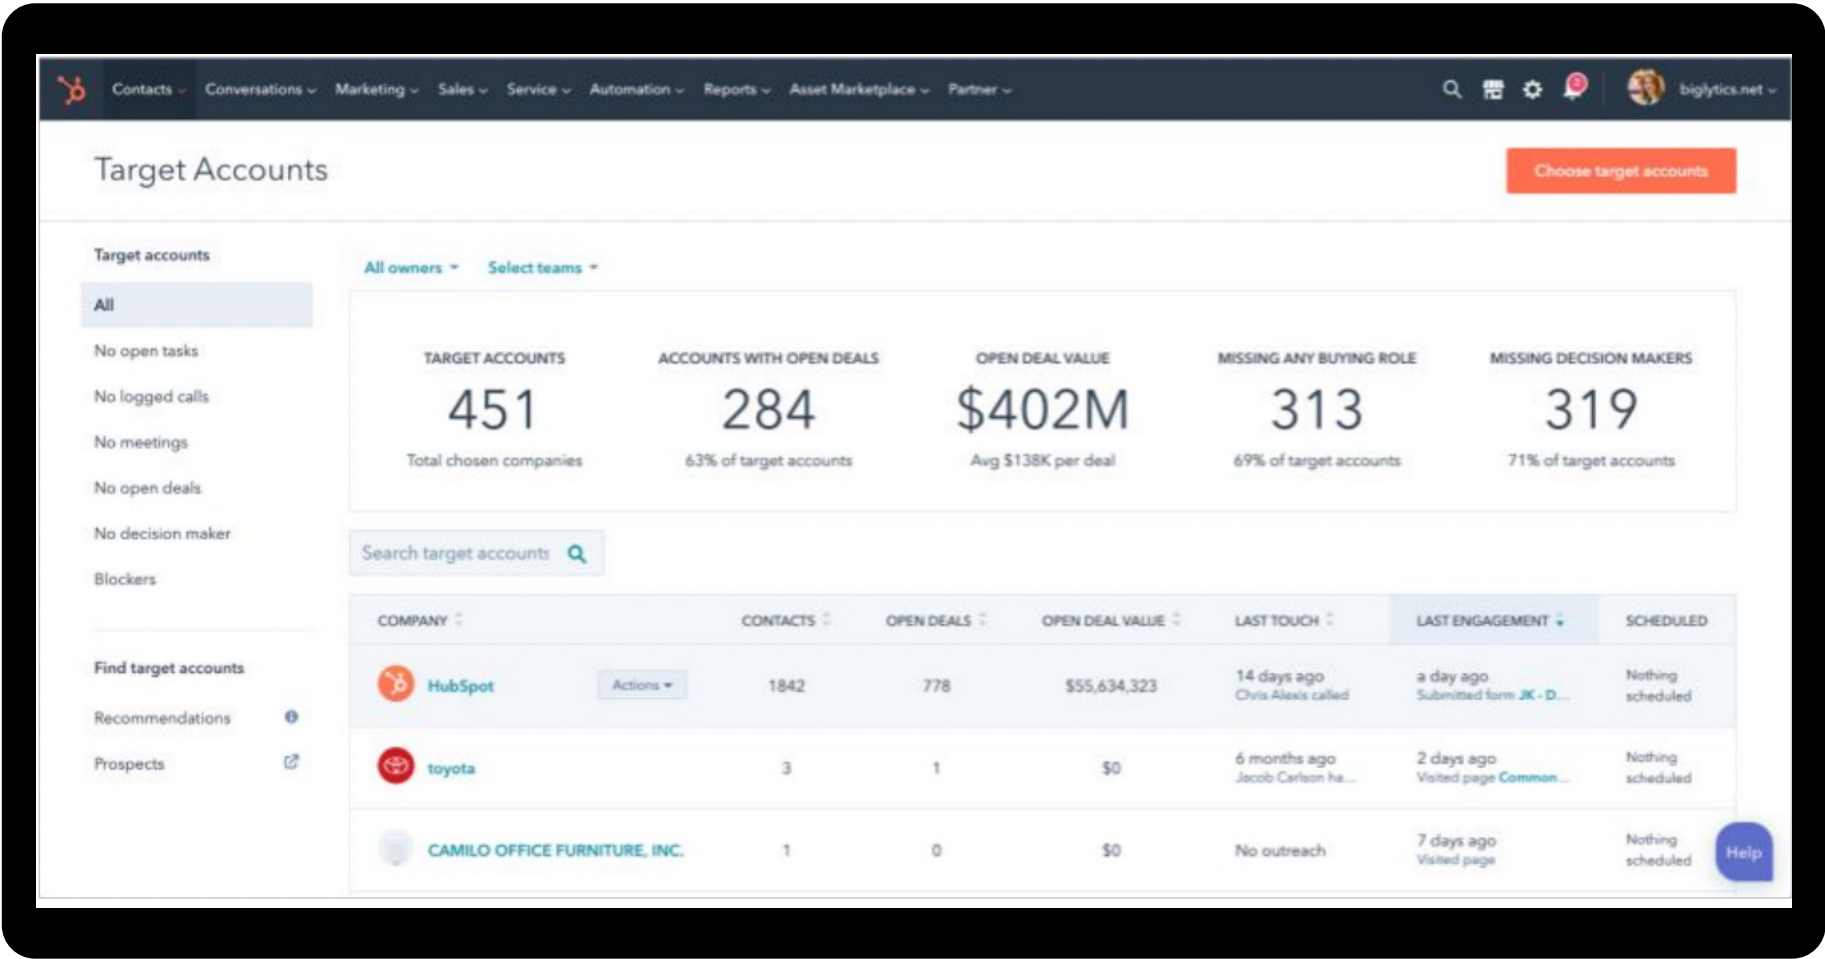 Contacts Conversations Marketing Sales Service Automation Reports Asset Marketplace Partner biglytics.net
Target Accounts
Choose target accounts
Target accounts
All
No open tasks
No logged calls
No meetings
No open deals
No decision maker
Blockers
Find target accounts
Recommendations
Prospects
All owners Select teams
TARGET ACCOUNTS ACCOUNTS WITH OPEN DEALS OPEN DEAL VALUE MISSING ANY BUYING ROLE MISSING DECISION MAKERS
451 284 $402M 313 319
Total chosen companies 63% of target accounts Avg $138K per deal 69% of target accounts 71% of target accounts
Search target accounts
COMPANY CONTACTS OPEN DEALS OPEN DEAL VALUE LAST TOUCH LAST ENGAGEMENT SCHEDULED
HubSpot Actions 1842 778 $55,634,323 14 days ago a day ago Nothing
Chris Alexis called Submitted form JK - D... scheduled
toyota 3 1 $0 6 months ago 2 days ago Nothing
Jacob Carlson ha... Visited page Common... scheduled
CAMILO OFFICE FURNITURE, INC. 1 0 $0 No outreach 7 days ago Nothing
Visited page scheduled
Help